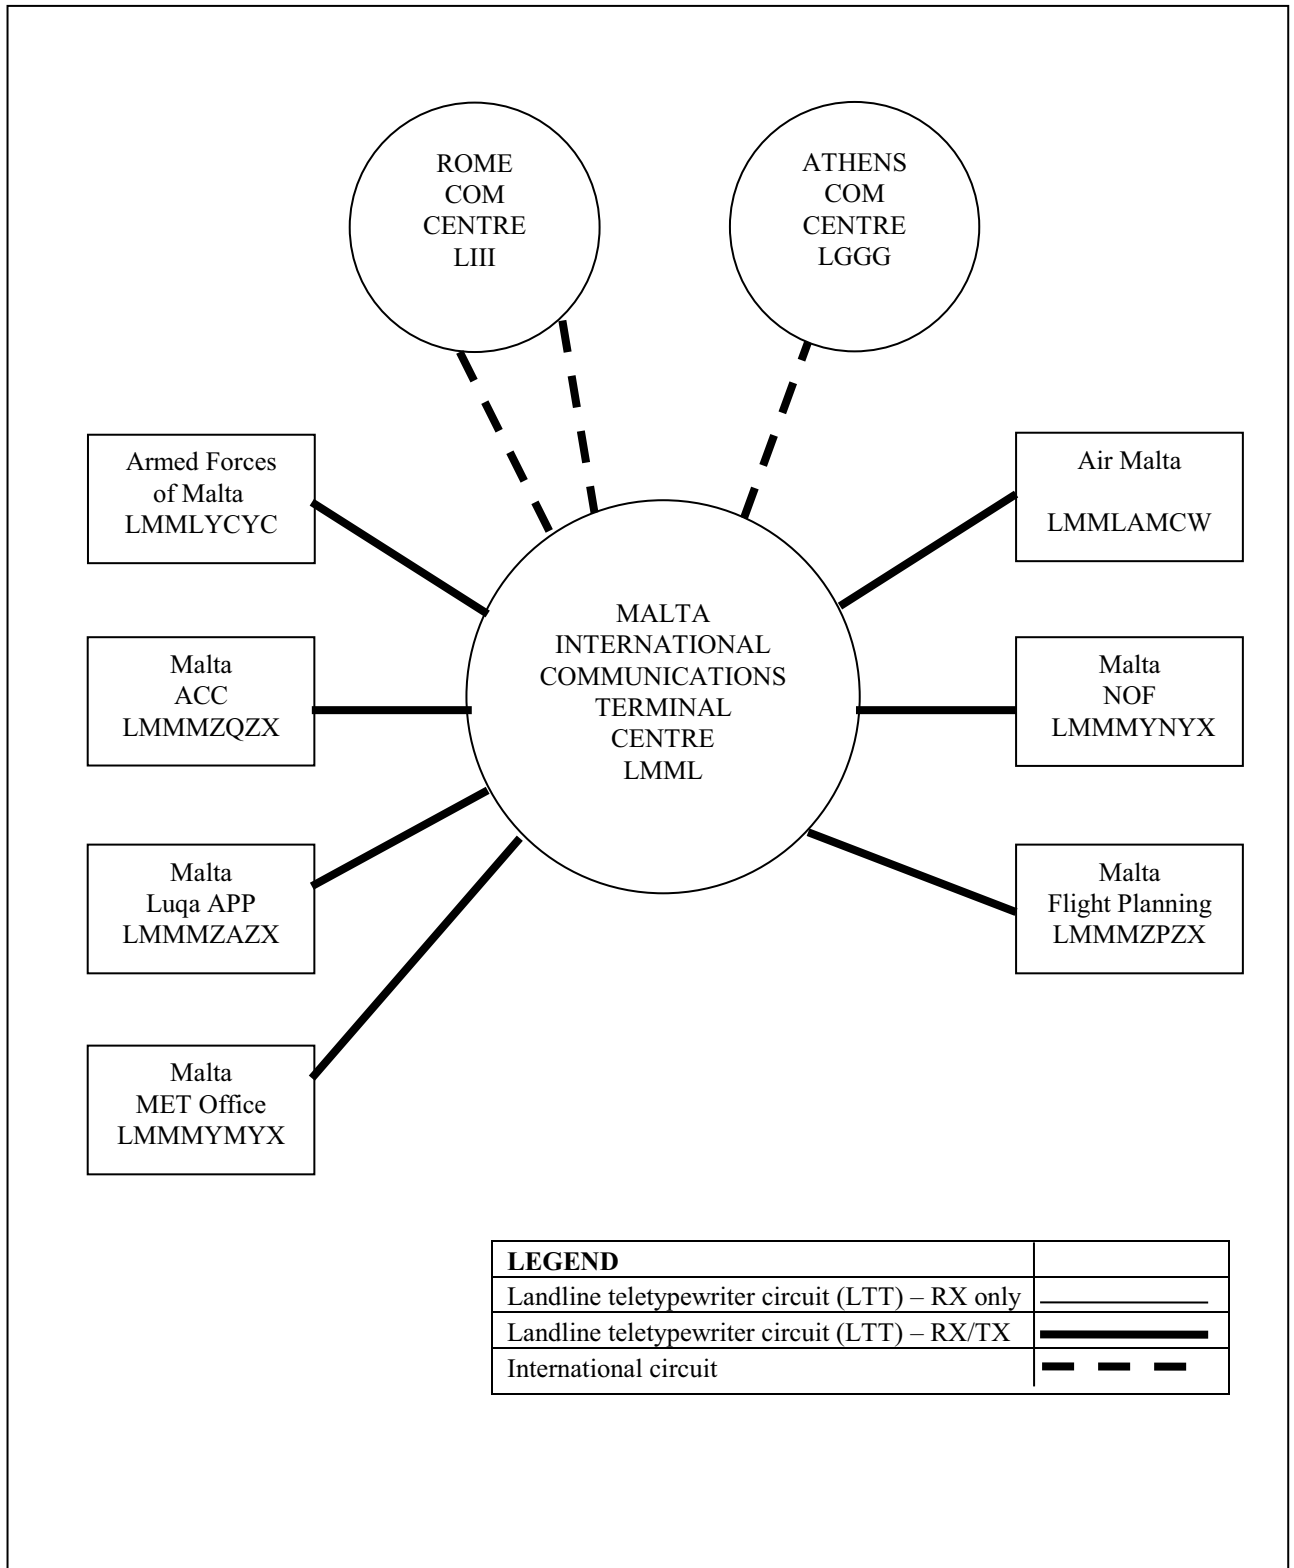 ROME
COM
CENTRE
LIII
ATHENS
COM
CENTRE
LGGG
Armed Forces
of Malta
LMMLYCYC
Air Malta
LMMLAMCW
MALTA
INTERNATIONAL
COMMUNICATIONS
TERMINAL
CENTRE
LMML
Malta
ACC
LMMMZQZX
Malta
NOF
LMMMYNYX
Malta
Luqa APP
LMMMZAZX
Malta
Flight Planning
LMMMZPZX
Malta
MET Office
LMMMYMYX
LEGEND
Landline teletypewriter circuit (LTT) – RX only
Landline teletypewriter circuit (LTT) – RX/TX
International circuit